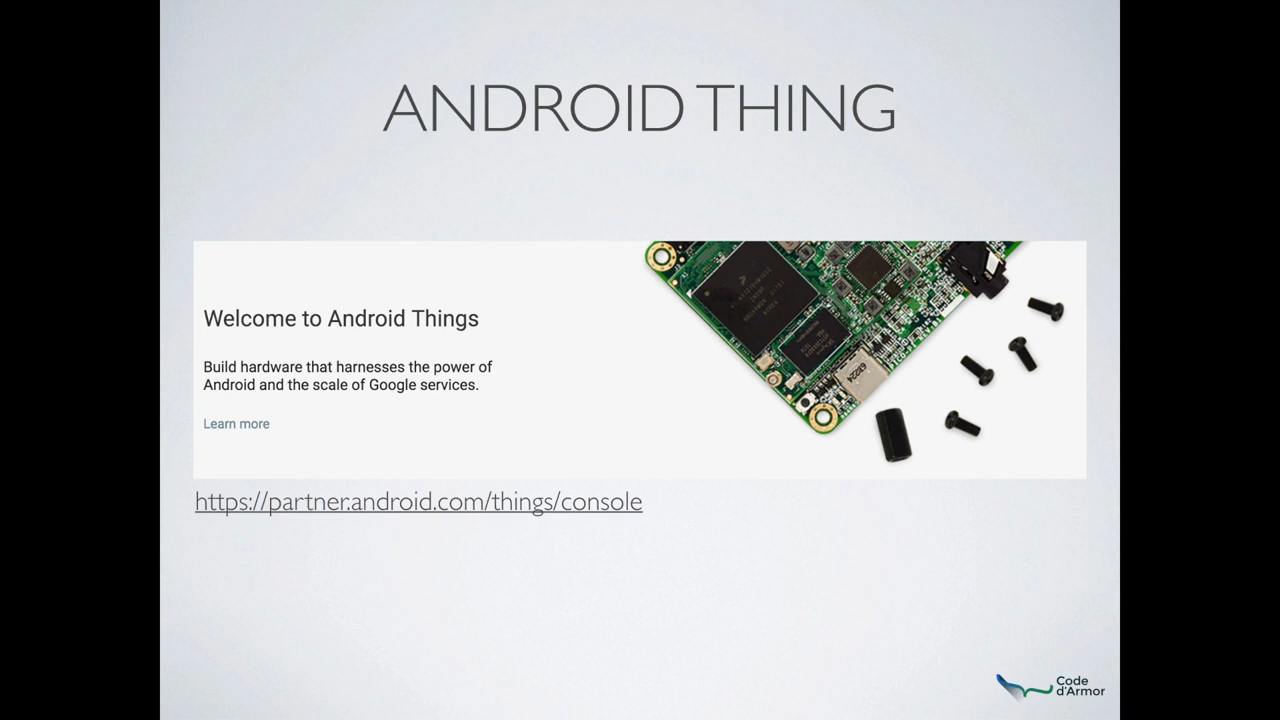 ANDROID THING
Welcome to Android Things
Build hardware that harnesses the power of
Android and the scale of Google services.
Learn more
https://partner.android.com/things/console
Code
d'Armor